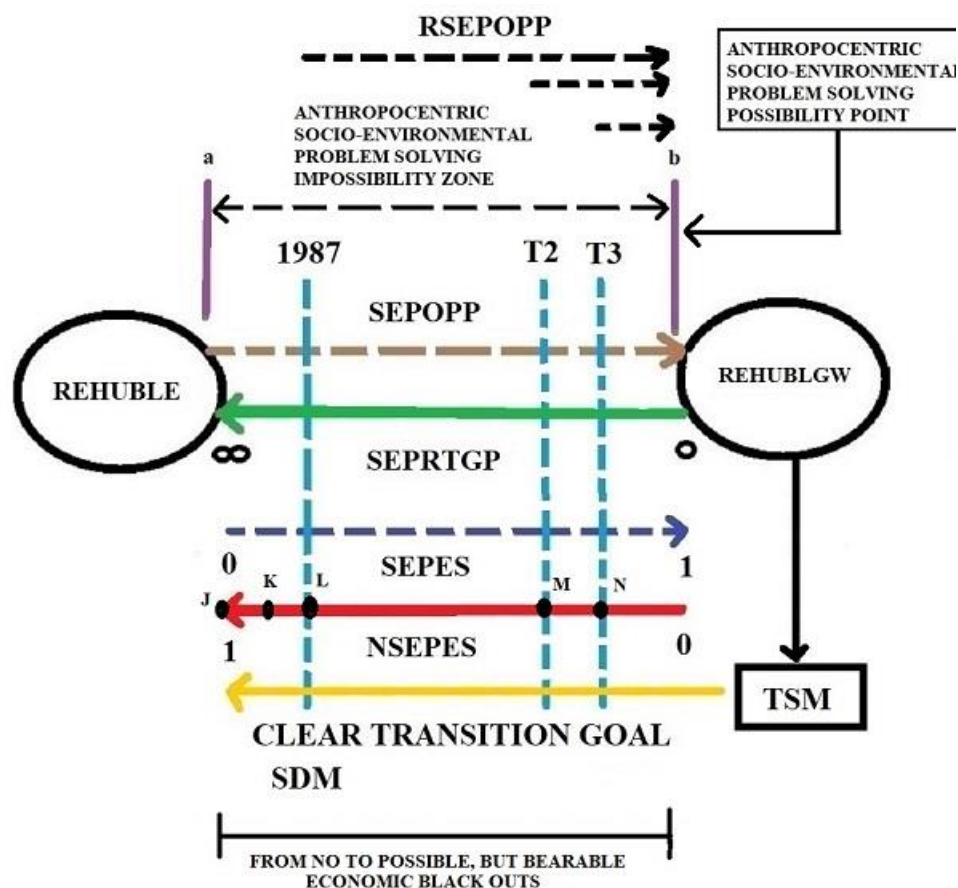 RSEPOPP
ANTHROPOCENTRIC
SOCIO-ENVIRONMENTAL
PROBLEM SOLVING
POSSIBILITY POINT
ANTHROPOCENTRIC
SOCIO-ENVIRONMENTAL
PROBLEM SOLVING
IMPOSSIBILITY ZONE
a
b
1987
T2
T3
SEPOPP
REHUBLE
REHUBLGW
∞
SEPRTGP
0
0
SEPES
1
J
K
L
M
N
1
NSEPES
0
TSM
CLEAR TRANSITION GOAL
SDM
FROM NO TO POSSIBLE, BUT BEARABLE
ECONOMIC BLACK OUTS